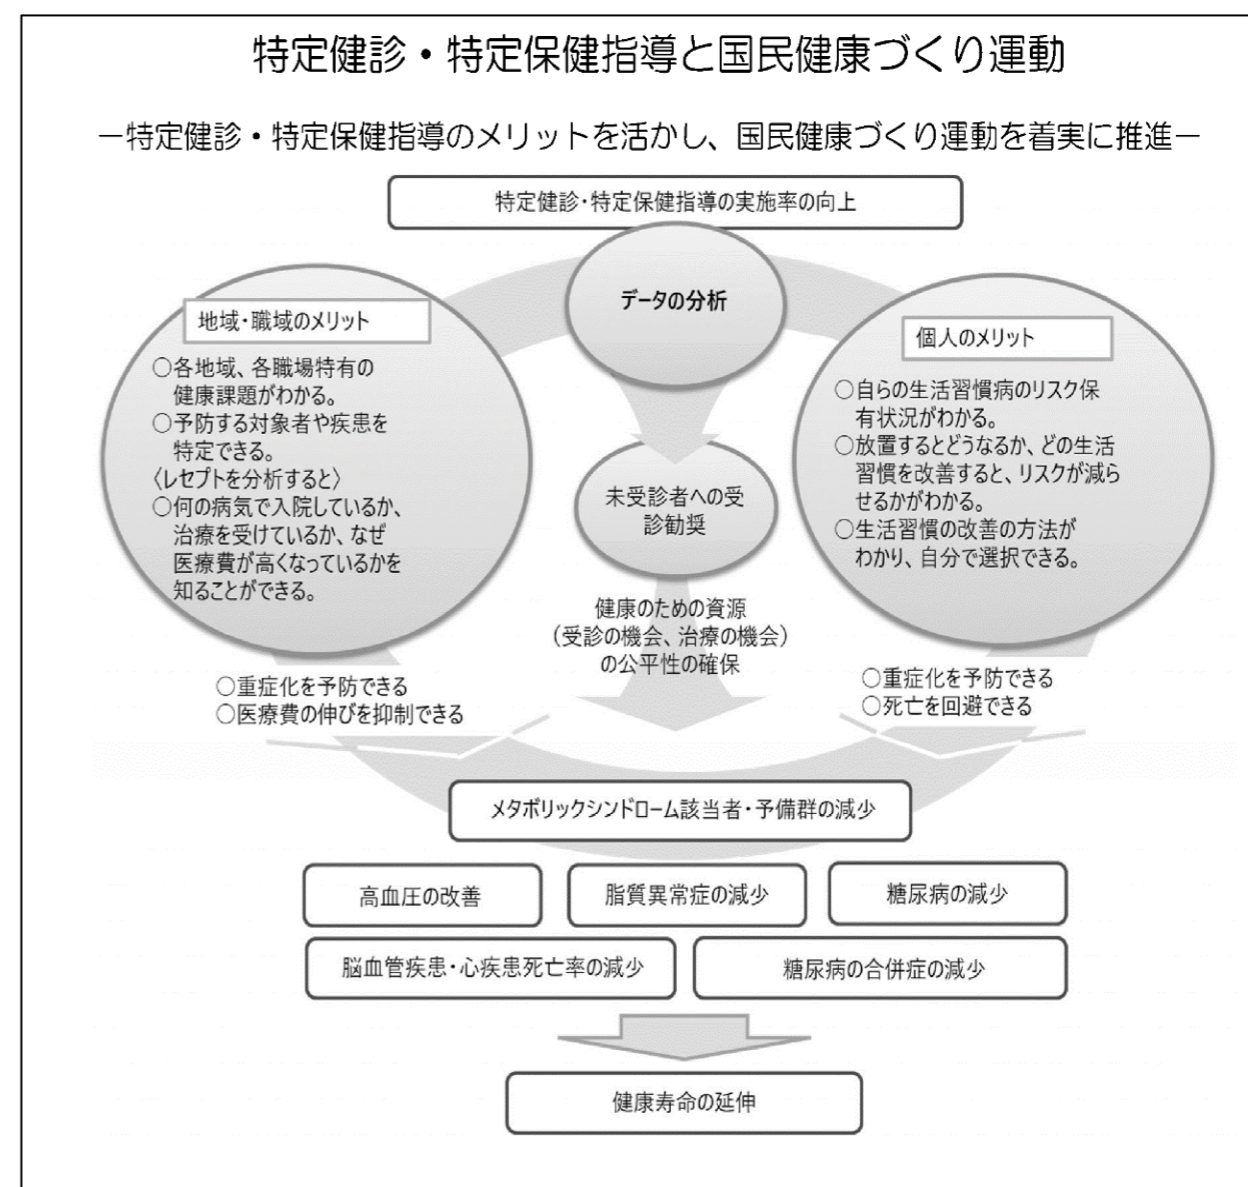 特定健診・特定保健指導と国民健康づくり運動
―特定健診・特定保健指導のメリットを活かし、国民健康づくり運動を着実に推進―
特定健診・特定保健指導の実施率の向上
データの分析
地域・職域のメリット
○各地域、各職場特有の
健康課題がわかる。
○予防する対象者や疾患を
特定できる。
〈レセプトを分析すると〉
○何の病気で入院しているか、
治療を受けているか、なぜ
医療費が高くなっているかを
知ることができる。
個人のメリット
○自らの生活習慣病のリスク保
有状況がわかる。
○放置するとどうなるか、どの生活
習慣を改善すると、リスクが減ら
せるかがわかる。
○生活習慣の改善の方法が
わかり、自分で選択できる。
未受診者への受
診勧奨
健康のための資源
（受診の機会、治療の機会）
の公平性の確保
○重症化を予防できる
○医療費の伸びを抑制できる
○重症化を予防できる
○死亡を回避できる
メタボリックシンドローム該当者・予備群の減少
高血圧の改善
脂質異常症の減少
糖尿病の減少
脳血管疾患・心疾患死亡率の減少
糖尿病の合併症の減少
健康寿命の延伸